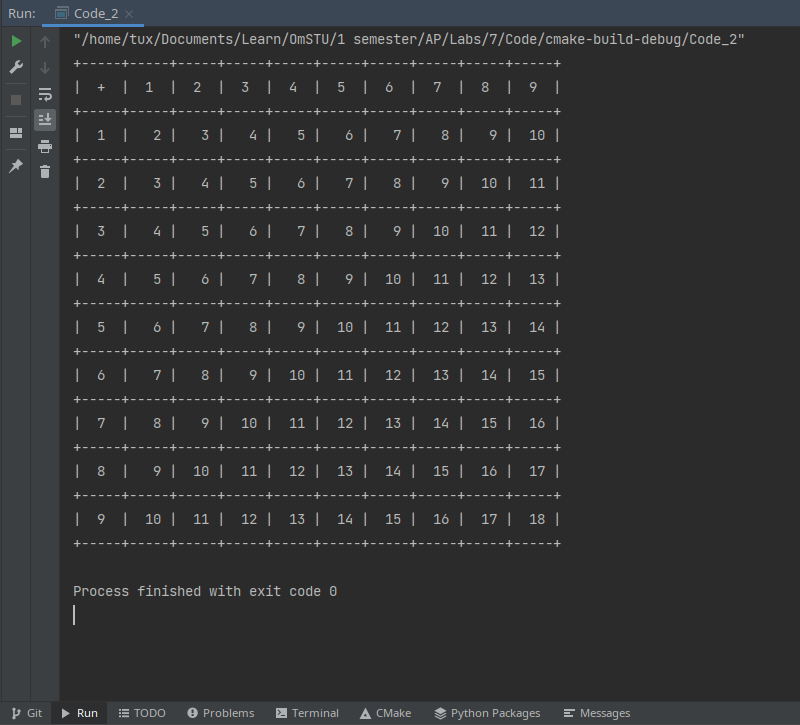 Run: Code_2
"/home/tux/Documents/Learn/OmSTU/1 semester/AP/Labs/7/Code/cmake-build-debug/Code_2"
+-----+-----+-----+-----+-----+-----+-----+-----+-----+-----+
|  +  |  1  |  2  |  3  |  4  |  5  |  6  |  7  |  8  |  9  |
+-----+-----+-----+-----+-----+-----+-----+-----+-----+-----+
|  1  |   2 |   3 |   4 |   5 |   6 |   7 |   8 |   9 |  10 |
+-----+-----+-----+-----+-----+-----+-----+-----+-----+-----+
|  2  |   3 |   4 |   5 |   6 |   7 |   8 |   9 |  10 |  11 |
+-----+-----+-----+-----+-----+-----+-----+-----+-----+-----+
|  3  |   4 |   5 |   6 |   7 |   8 |   9 |  10 |  11 |  12 |
+-----+-----+-----+-----+-----+-----+-----+-----+-----+-----+
|  4  |   5 |   6 |   7 |   8 |   9 |  10 |  11 |  12 |  13 |
+-----+-----+-----+-----+-----+-----+-----+-----+-----+-----+
|  5  |   6 |   7 |   8 |   9 |  10 |  11 |  12 |  13 |  14 |
+-----+-----+-----+-----+-----+-----+-----+-----+-----+-----+
|  6  |   7 |   8 |   9 |  10 |  11 |  12 |  13 |  14 |  15 |
+-----+-----+-----+-----+-----+-----+-----+-----+-----+-----+
|  7  |   8 |   9 |  10 |  11 |  12 |  13 |  14 |  15 |  16 |
+-----+-----+-----+-----+-----+-----+-----+-----+-----+-----+
|  8  |   9 |  10 |  11 |  12 |  13 |  14 |  15 |  16 |  17 |
+-----+-----+-----+-----+-----+-----+-----+-----+-----+-----+
|  9  |  10 |  11 |  12 |  13 |  14 |  15 |  16 |  17 |  18 |
+-----+-----+-----+-----+-----+-----+-----+-----+-----+-----+
Process finished with exit code 0
Git Run TODO Problems Terminal CMake Python Packages Messages